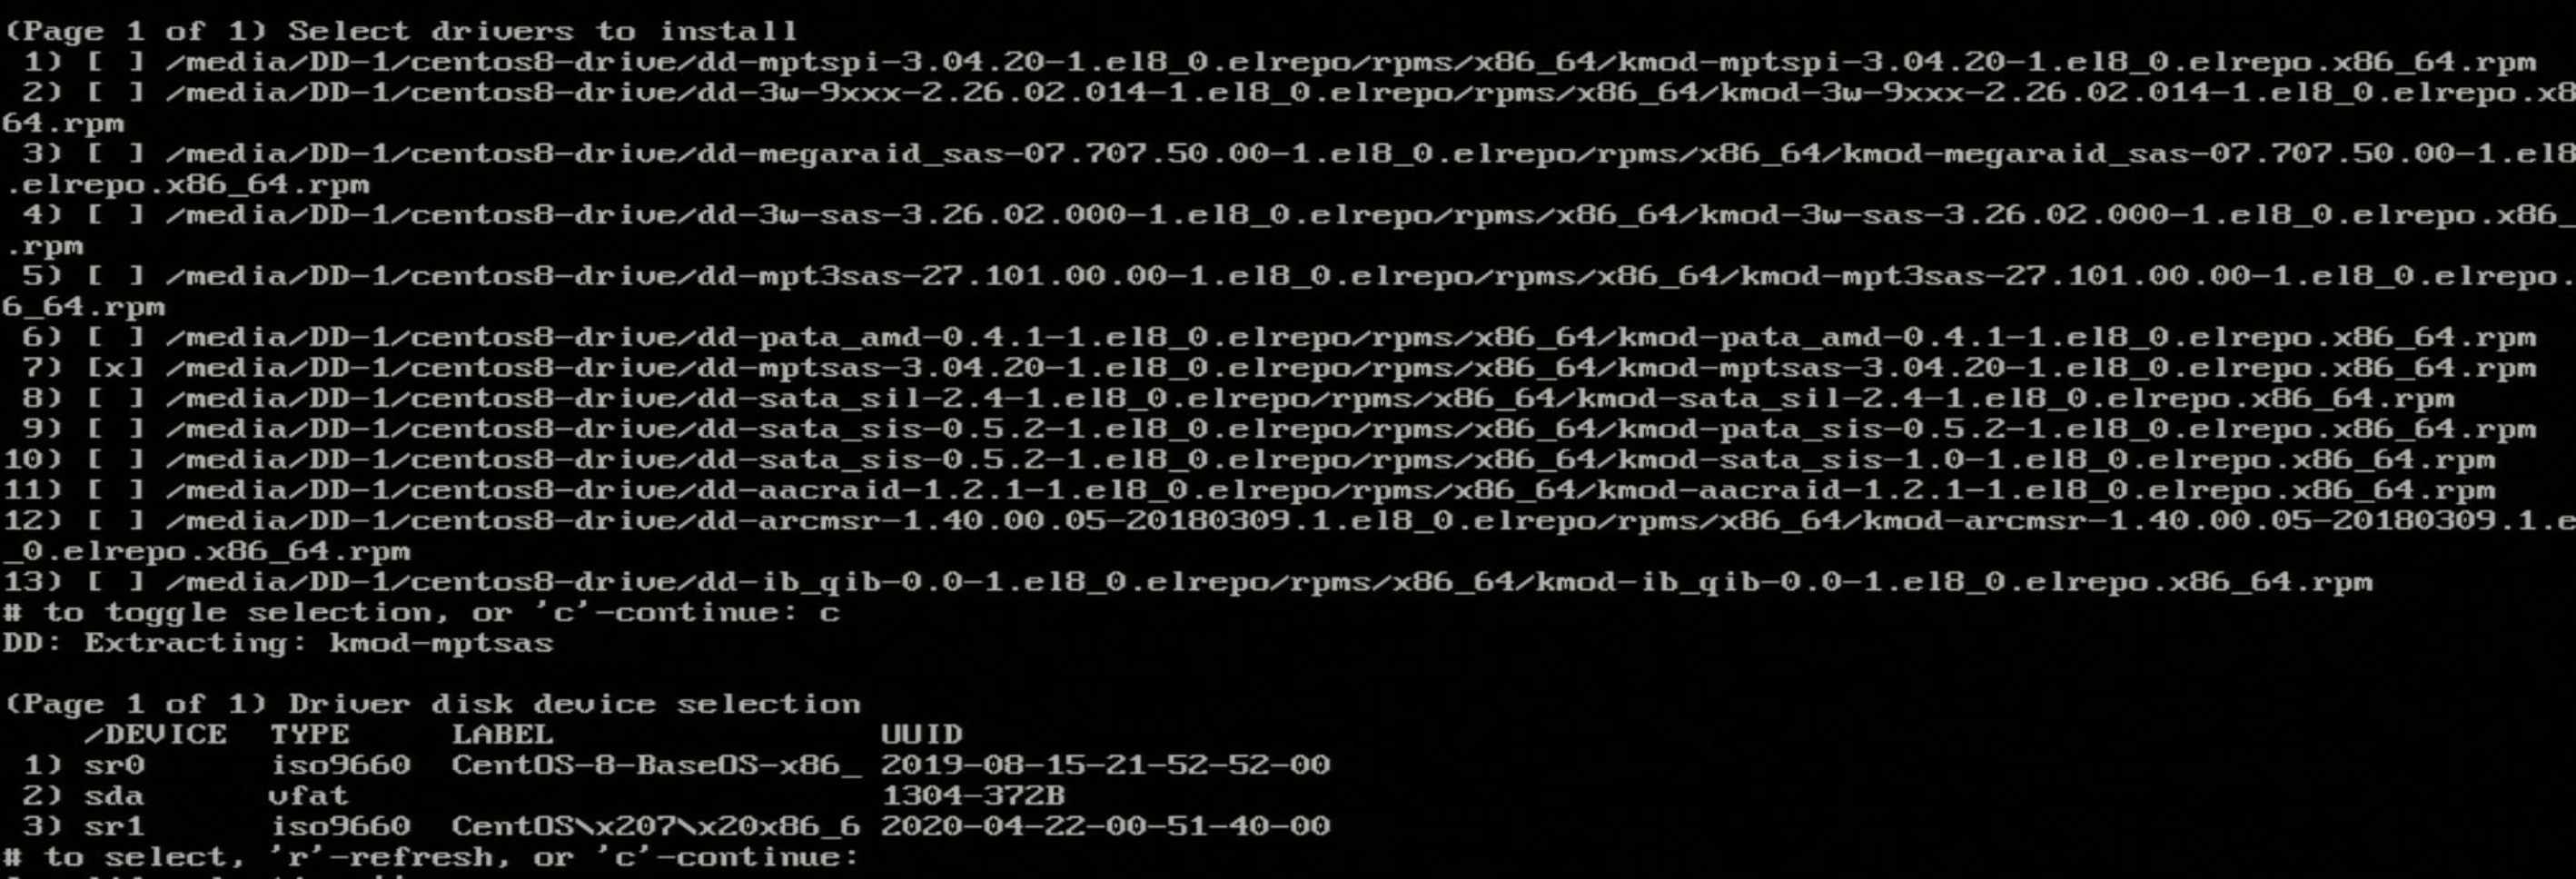 (Page 1 of 1) Select drivers to install
1) [ ] /media/DD-1/centos8-drive/dd-mptspi-3.04.20-1.el8_0.elrepo/rpms/x86_64/kmod-mptspi-3.04.20-1.el8_0.elrepo.x86_64.rpm
2) [ ] /media/DD-1/centos8-drive/dd-3w-9xxx-2.26.02.014-1.el8_0.elrepo/rpms/x86_64/kmod-3w-9xxx-2.26.02.014-1.el8_0.elrepo.x8
64.rpm
3) [ ] /media/DD-1/centos8-drive/dd-megaraid_sas-07.707.50.00-1.el8_0.elrepo/rpms/x86_64/kmod-megaraid_sas-07.707.50.00-1.el8
.elrepo.x86_64.rpm
4) [ ] /media/DD-1/centos8-drive/dd-3w-sas-3.26.02.000-1.el8_0.elrepo/rpms/x86_64/kmod-3w-sas-3.26.02.000-1.el8_0.elrepo.x86_
.rpm
5) [ ] /media/DD-1/centos8-drive/dd-mpt3sas-27.101.00.00-1.el8_0.elrepo/rpms/x86_64/kmod-mpt3sas-27.101.00.00-1.el8_0.elrepo.
6_64.rpm
6) [ ] /media/DD-1/centos8-drive/dd-pata_amd-0.4.1-1.el8_0.elrepo/rpms/x86_64/kmod-pata_amd-0.4.1-1.el8_0.elrepo.x86_64.rpm
7) [x] /media/DD-1/centos8-drive/dd-mptsas-3.04.20-1.el8_0.elrepo/rpms/x86_64/kmod-mptsas-3.04.20-1.el8_0.elrepo.x86_64.rpm
8) [ ] /media/DD-1/centos8-drive/dd-sata_sil-2.4-1.el8_0.elrepo/rpms/x86_64/kmod-sata_sil-2.4-1.el8_0.elrepo.x86_64.rpm
9) [ ] /media/DD-1/centos8-drive/dd-sata_sis-0.5.2-1.el8_0.elrepo/rpms/x86_64/kmod-pata_sis-0.5.2-1.el8_0.elrepo.x86_64.rpm
10) [ ] /media/DD-1/centos8-drive/dd-sata_sis-0.5.2-1.el8_0.elrepo/rpms/x86_64/kmod-sata_sis-1.0-1.el8_0.elrepo.x86_64.rpm
11) [ ] /media/DD-1/centos8-drive/dd-aacraid-1.2.1-1.el8_0.elrepo/rpms/x86_64/kmod-aacraid-1.2.1-1.el8_0.elrepo.x86_64.rpm
12) [ ] /media/DD-1/centos8-drive/dd-arcmsr-1.40.00.05-20180309.1.el8_0.elrepo/rpms/x86_64/kmod-arcmsr-1.40.00.05-20180309.1.e
_0.elrepo.x86_64.rpm
13) [ ] /media/DD-1/centos8-drive/dd-ib_qib-0.0-1.el8_0.elrepo/rpms/x86_64/kmod-ib_qib-0.0-1.el8_0.elrepo.x86_64.rpm
# to toggle selection, or 'c'-continue: c
DD: Extracting: kmod-mptsas
(Page 1 of 1) Driver disk device selection
/DEVICE TYPE LABEL UUID
1) sr0 iso9660 CentOS-8-BaseOS-x86_ 2019-08-15-21-52-52-00
2) sda vfat 1304-372B
3) sr1 iso9660 CentOS\x207\x20x86_6 2020-04-22-00-51-40-00
# to select, 'r'-refresh, or 'c'-continue: